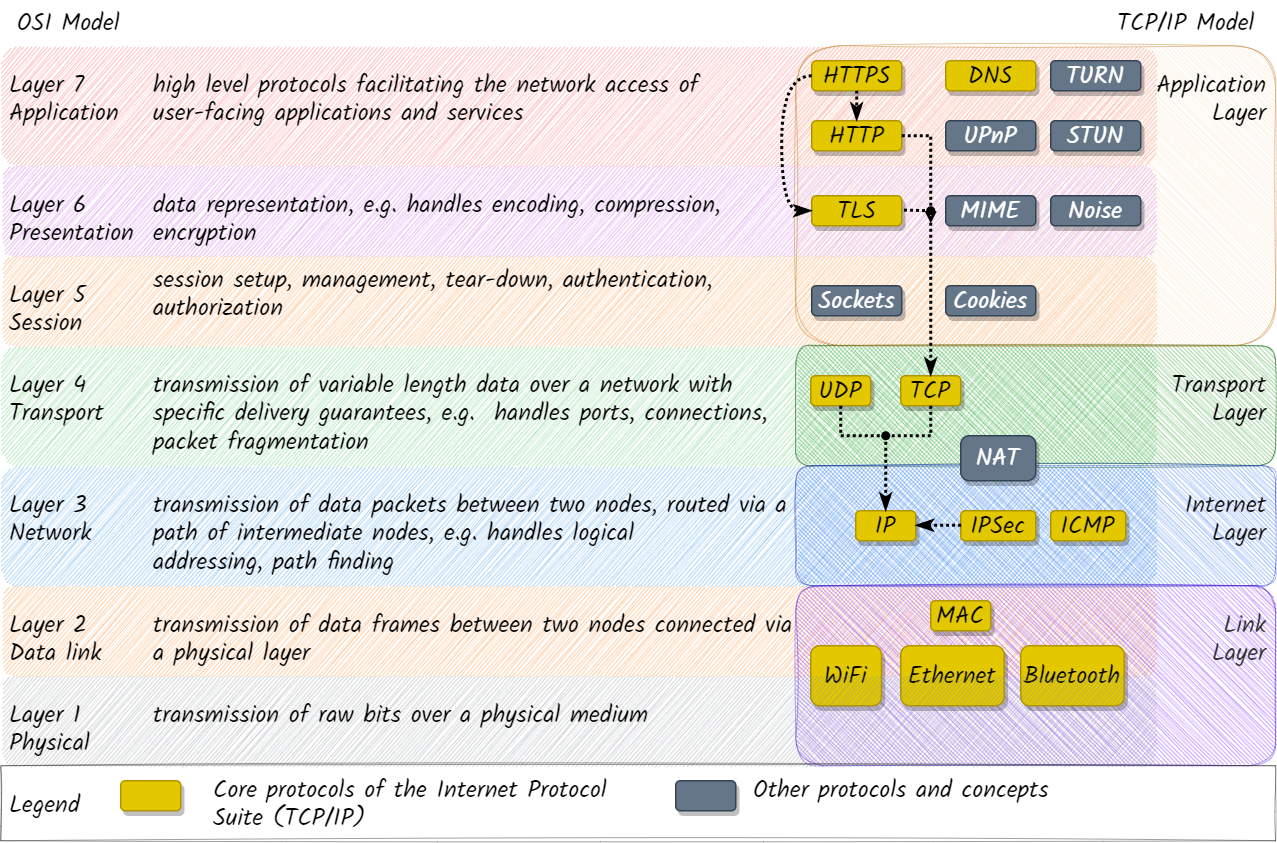 OSI Model
TCP/IP Model
Layer 7
Application
high level protocols facilitating the network access of
user-facing applications and services
HTTPS
DNS
TURN
HTTP
UPnP
STUN
Application
Layer
Layer 6
Presentation
data representation, e.g. handles encoding, compression,
encryption
TLS
MIME
Noise
Layer 5
Session
session setup, management, tear-down, authentication,
authorization
Sockets
Cookies
Layer 4
Transport
transmission of variable length data over a network with
specific delivery guarantees, e.g. handles ports, connections,
packet fragmentation
UDP
TCP
NAT
Transport
Layer
Layer 3
Network
transmission of data packets between two nodes, routed via a
path of intermediate nodes, e.g. handles logical
addressing, path finding
IP
IPSec
ICMP
Internet
Layer
Layer 2
Data link
transmission of data frames between two nodes connected via
a physical layer
MAC
WiFi
Ethernet
Bluetooth
Link
Layer
Layer 1
Physical
transmission of raw bits over a physical medium
Legend
Core protocols of the Internet Protocol
Suite (TCP/IP)
Other protocols and concepts